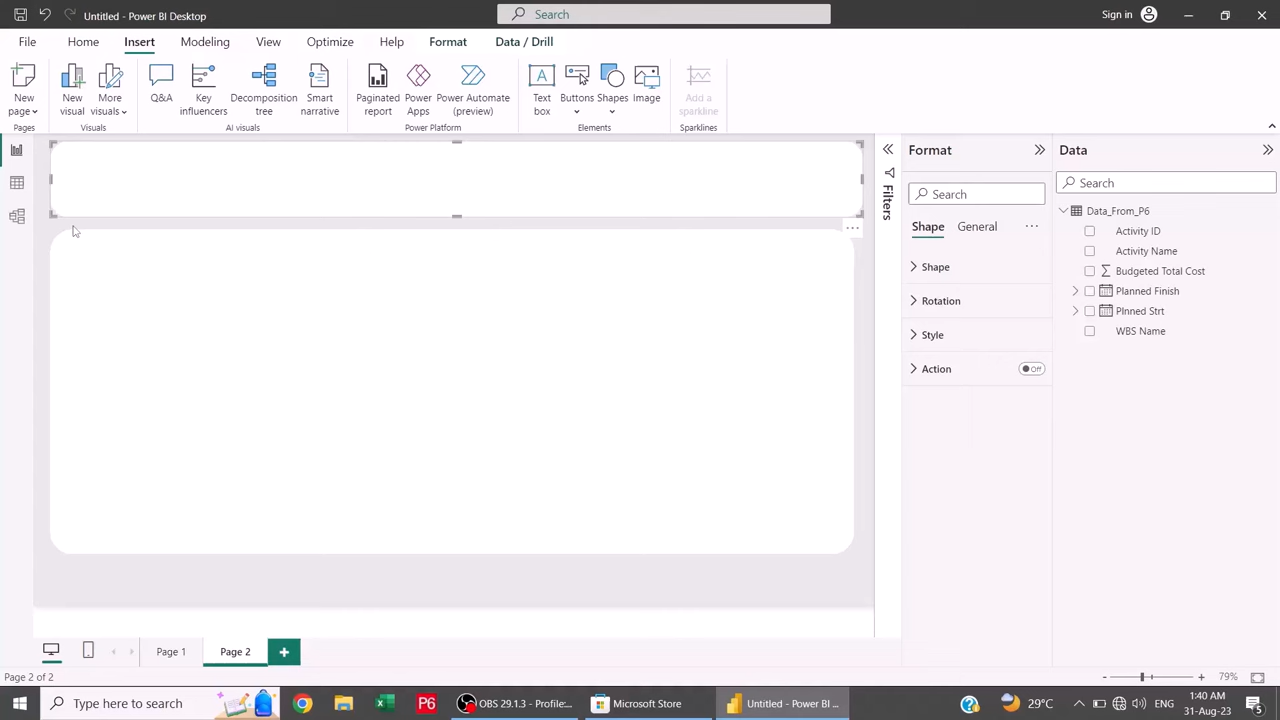 Untitled - Power BI Desktop
Search
Sign in
File
Home
Insert
Modeling
View
Optimize
Help
Format
Data / Drill
New page
New visual
More visuals
Q&A
Key influencers
Decomposition tree
Smart narrative
Paginated report
Power Apps
Power Automate (preview)
Text box
Buttons
Shapes
Image
Add a sparkline
Pages
Visuals
AI visuals
Power Platform
Elements
Sparklines
Filters
Format
Search
Shape
General
Shape
Rotation
Style
Action
Off
Data
Search
Data_From_P6
Activity ID
Activity Name
Budgeted Total Cost
Planned Finish
Plnned Strt
WBS Name
Page 1
Page 2
Page 2 of 2
79%
Type here to search
P6
OBS 29.1.3 - Profile:...
Microsoft Store
Untitled - Power BI ...
29°C
ENG
1:40 AM
31-Aug-23